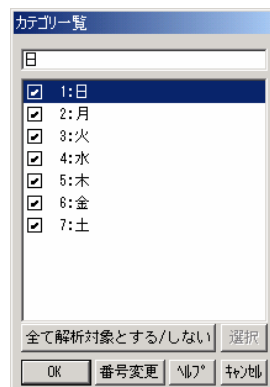 カテゴリ一覧
日
1:日
2:月
3:火
4:水
5:木
6:金
7:土
全て解析対象とする/しない 選択
OK 番号変更 ﾍﾙﾌﾟ ｷｬﾝｾﾙ